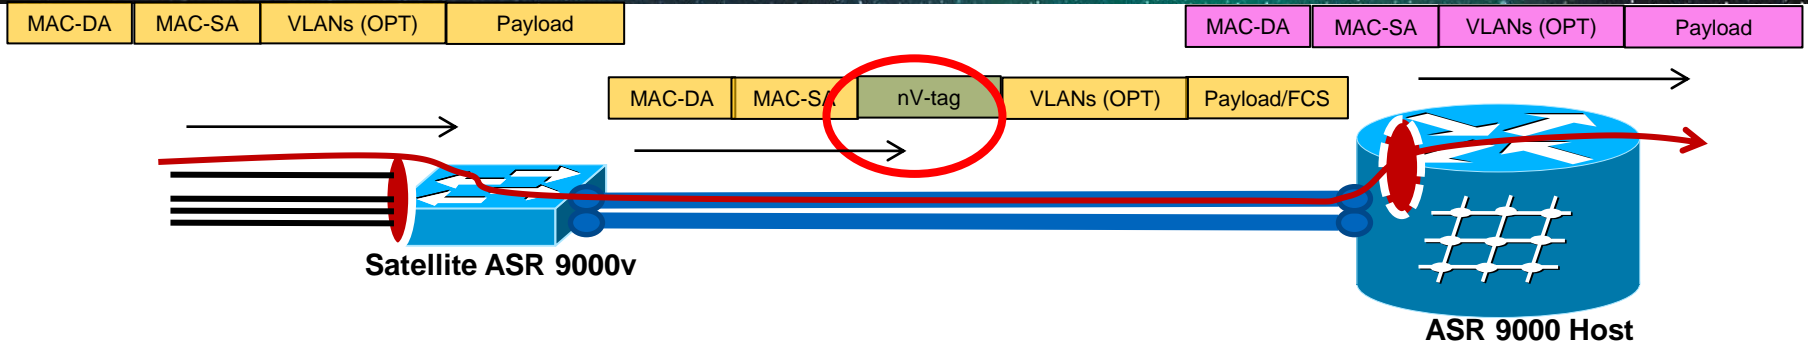 MAC-DA MAC-SA VLANs (OPT) Payload
MAC-DA MAC-SA VLANs (OPT) Payload
MAC-DA MAC-SA nV-tag VLANs (OPT) Payload/FCS
Satellite ASR 9000v
ASR 9000 Host